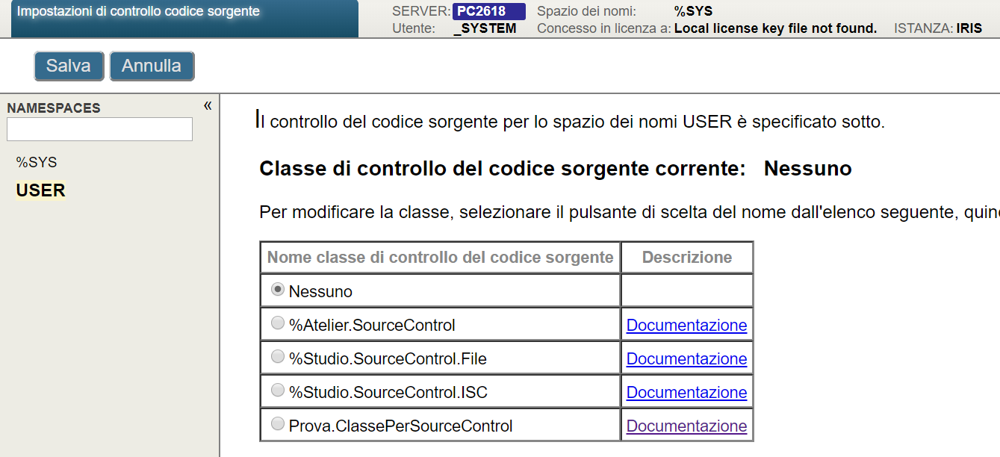 Impostazioni di controllo codice sorgente
SERVER: PC2618 Spazio dei nomi: %SYS
Utente: _SYSTEM Concesso in licenza a: Local license key file not found. ISTANZA: IRIS
Salva Annulla
NAMESPACES «
%SYS
USER
Il controllo del codice sorgente per lo spazio dei nomi USER è specificato sotto.
Classe di controllo del codice sorgente corrente: Nessuno
Per modificare la classe, selezionare il pulsante di scelta del nome dall'elenco seguente,
Nome classe di controllo del codice sorgente Descrizione
Nessuno
%Atelier.SourceControl Documentazione
%Studio.SourceControl.File Documentazione
%Studio.SourceControl.ISC Documentazione
Prova.ClassePerSourceControl Documentazione